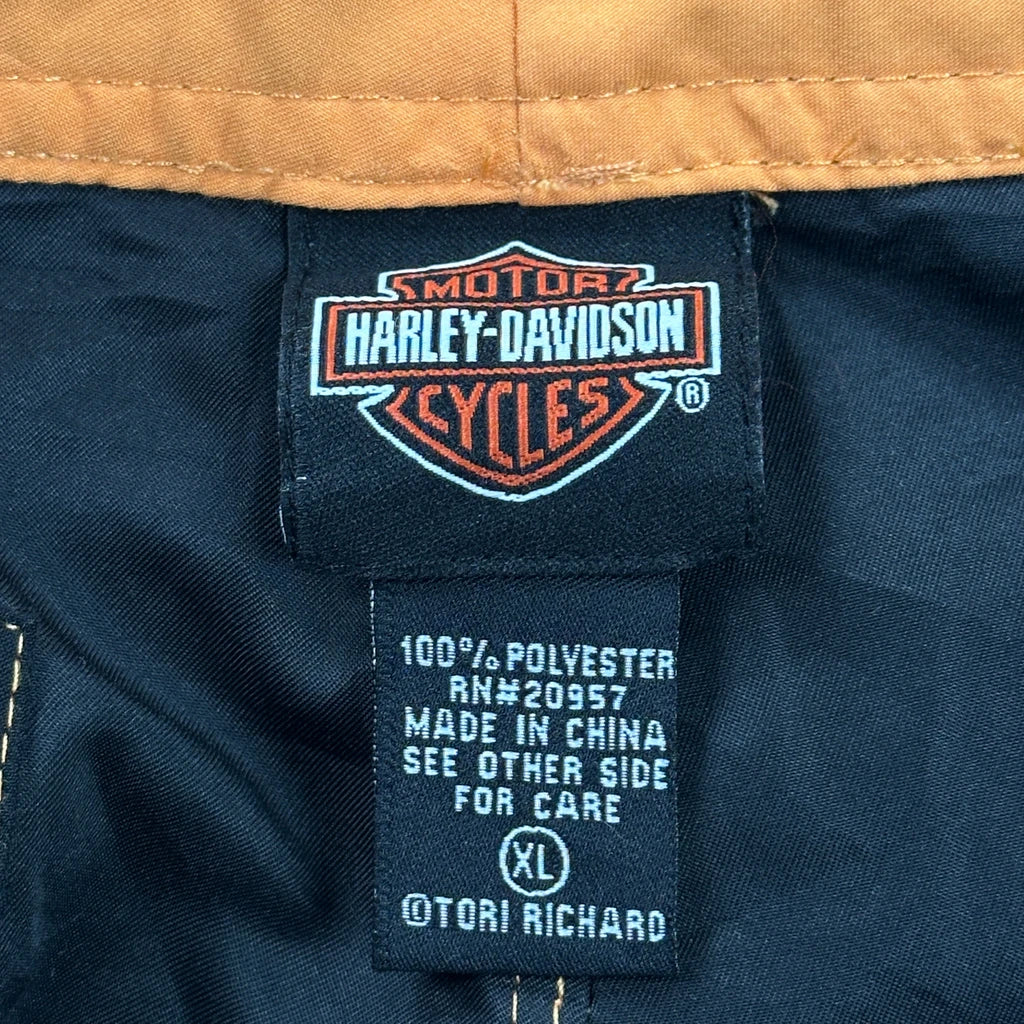 MOTOR
HARLEY-DAVIDSON
CYCLES
®
100% POLYESTER
RN#20957
MADE IN CHINA
SEE OTHER SIDE
FOR CARE
XL
©TORI RICHARD